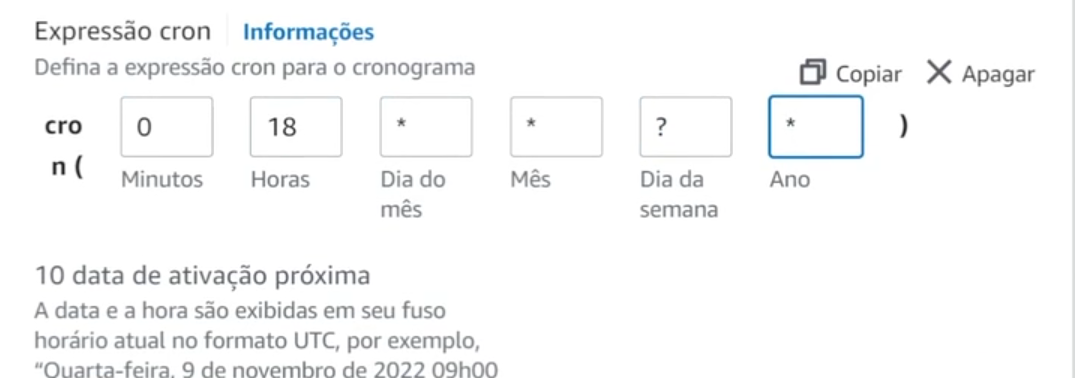 Expressão cron Informações
Defina a expressão cron para o cronograma
Copiar Apagar
cro
n (
0 18 * * ? * )
Minutos Horas Dia do mês Mês Dia da semana Ano
10 data de ativação próxima
A data e a hora são exibidas em seu fuso
horário atual no formato UTC, por exemplo,
“Quarta-feira, 9 de novembro de 2022 09h00